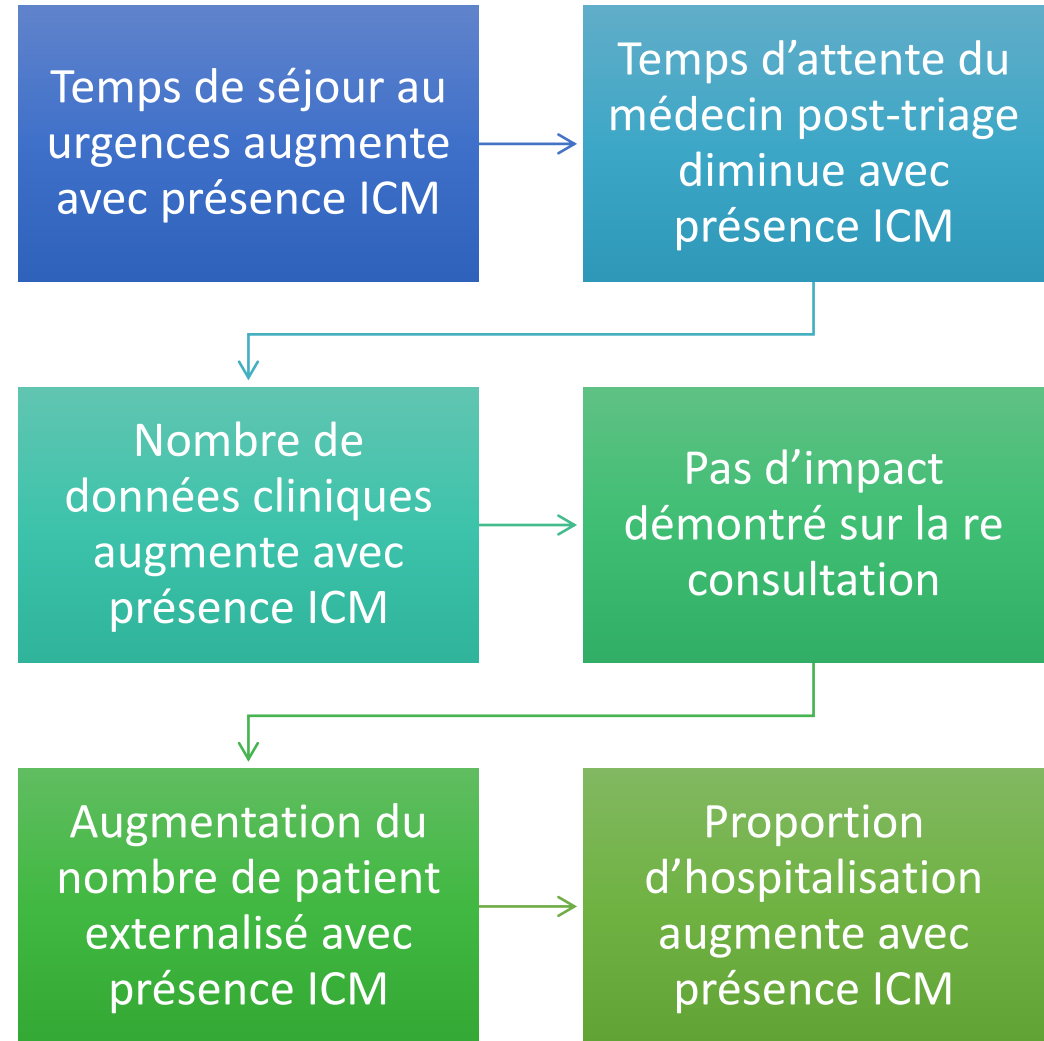 Temps de séjour au
urgences augmente
avec présence ICM
Temps d’attente du
médecin post-triage
diminue avec
présence ICM
Nombre de
données cliniques
augmente avec
présence ICM
Pas d’impact
démontré sur la re
consultation
Augmentation du
nombre de patient
externalisé avec
présence ICM
Proportion
d’hospitalisation
augmente avec
présence ICM